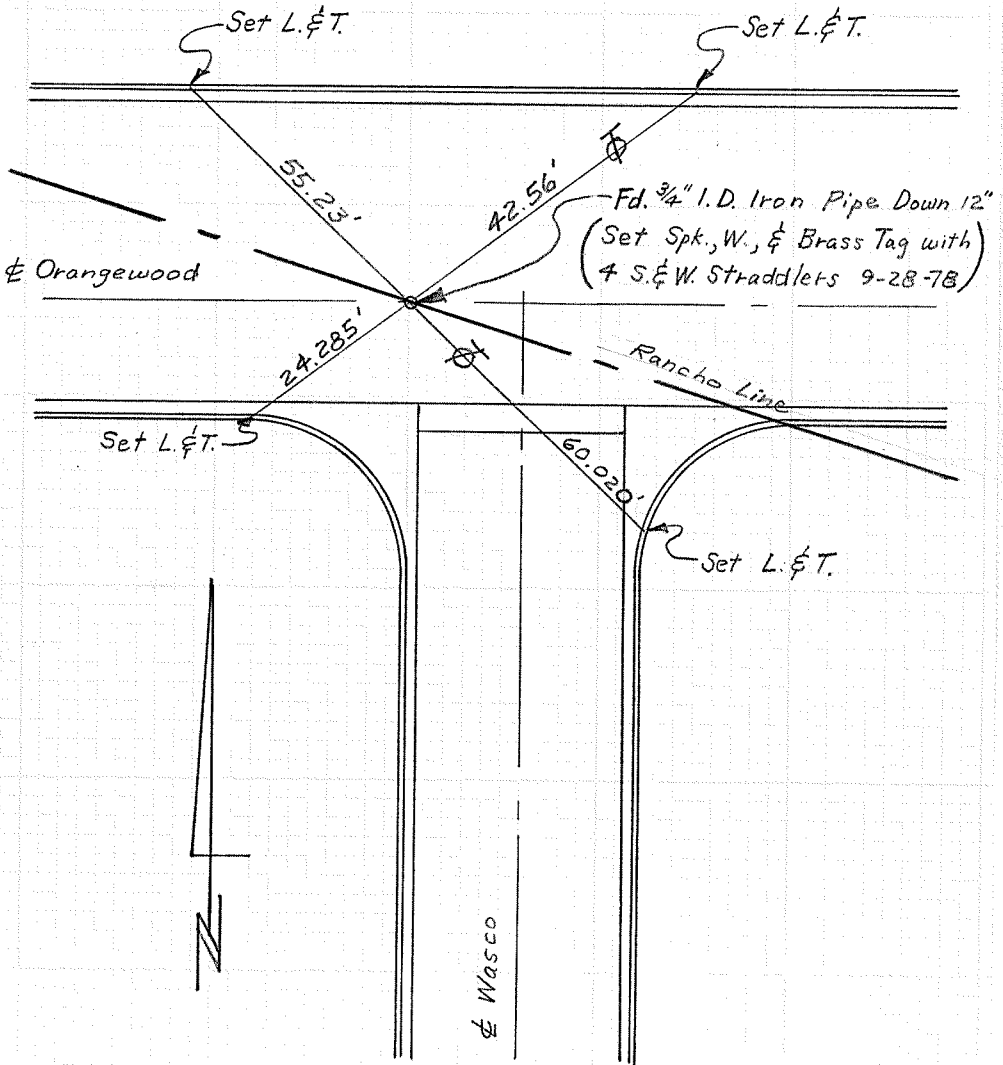 Set L.&T.
Set L.&T.
55.23'
42.56'
Fd. 3/4" I.D. Iron Pipe Down 12"
(Set Spk., W., & Brass Tag with
4 S.&W. Straddlers 9-28-78)
℄ Orangewood
24.285'
Rancho Line
Set L.&T.
60.020'
Set L.&T.
N
℄ Wasco